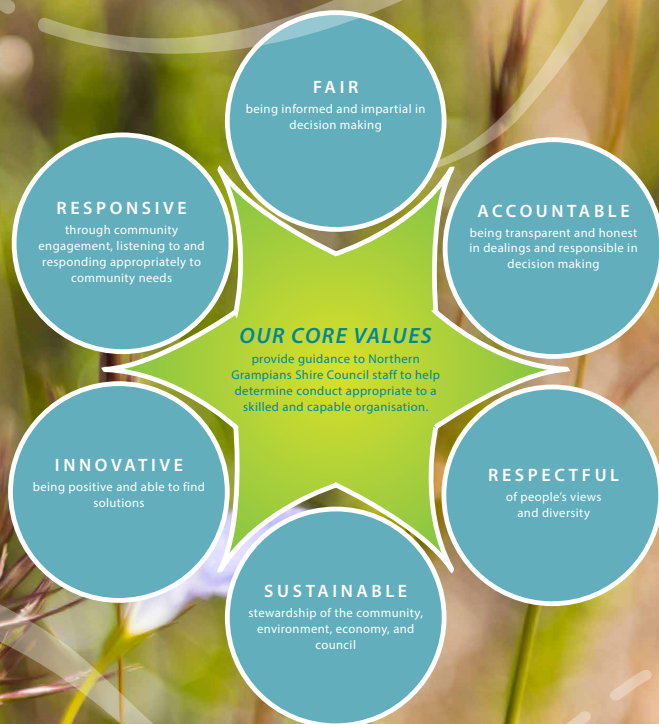 FAIR
being informed and impartial in
decision making
RESPONSIVE
through community
engagement, listening to and
responding appropriately to
community needs
ACCOUNTABLE
being transparent and honest
in dealings and responsible in
decision making
OUR CORE VALUES
provide guidance to Northern
Grampians Shire Council staff to help
determine conduct appropriate to a
skilled and capable organisation.
INNOVATIVE
being positive and able to find
solutions
RESPECTFUL
of people's views
and diversity
SUSTAINABLE
stewardship of the community,
environment, economy, and
council